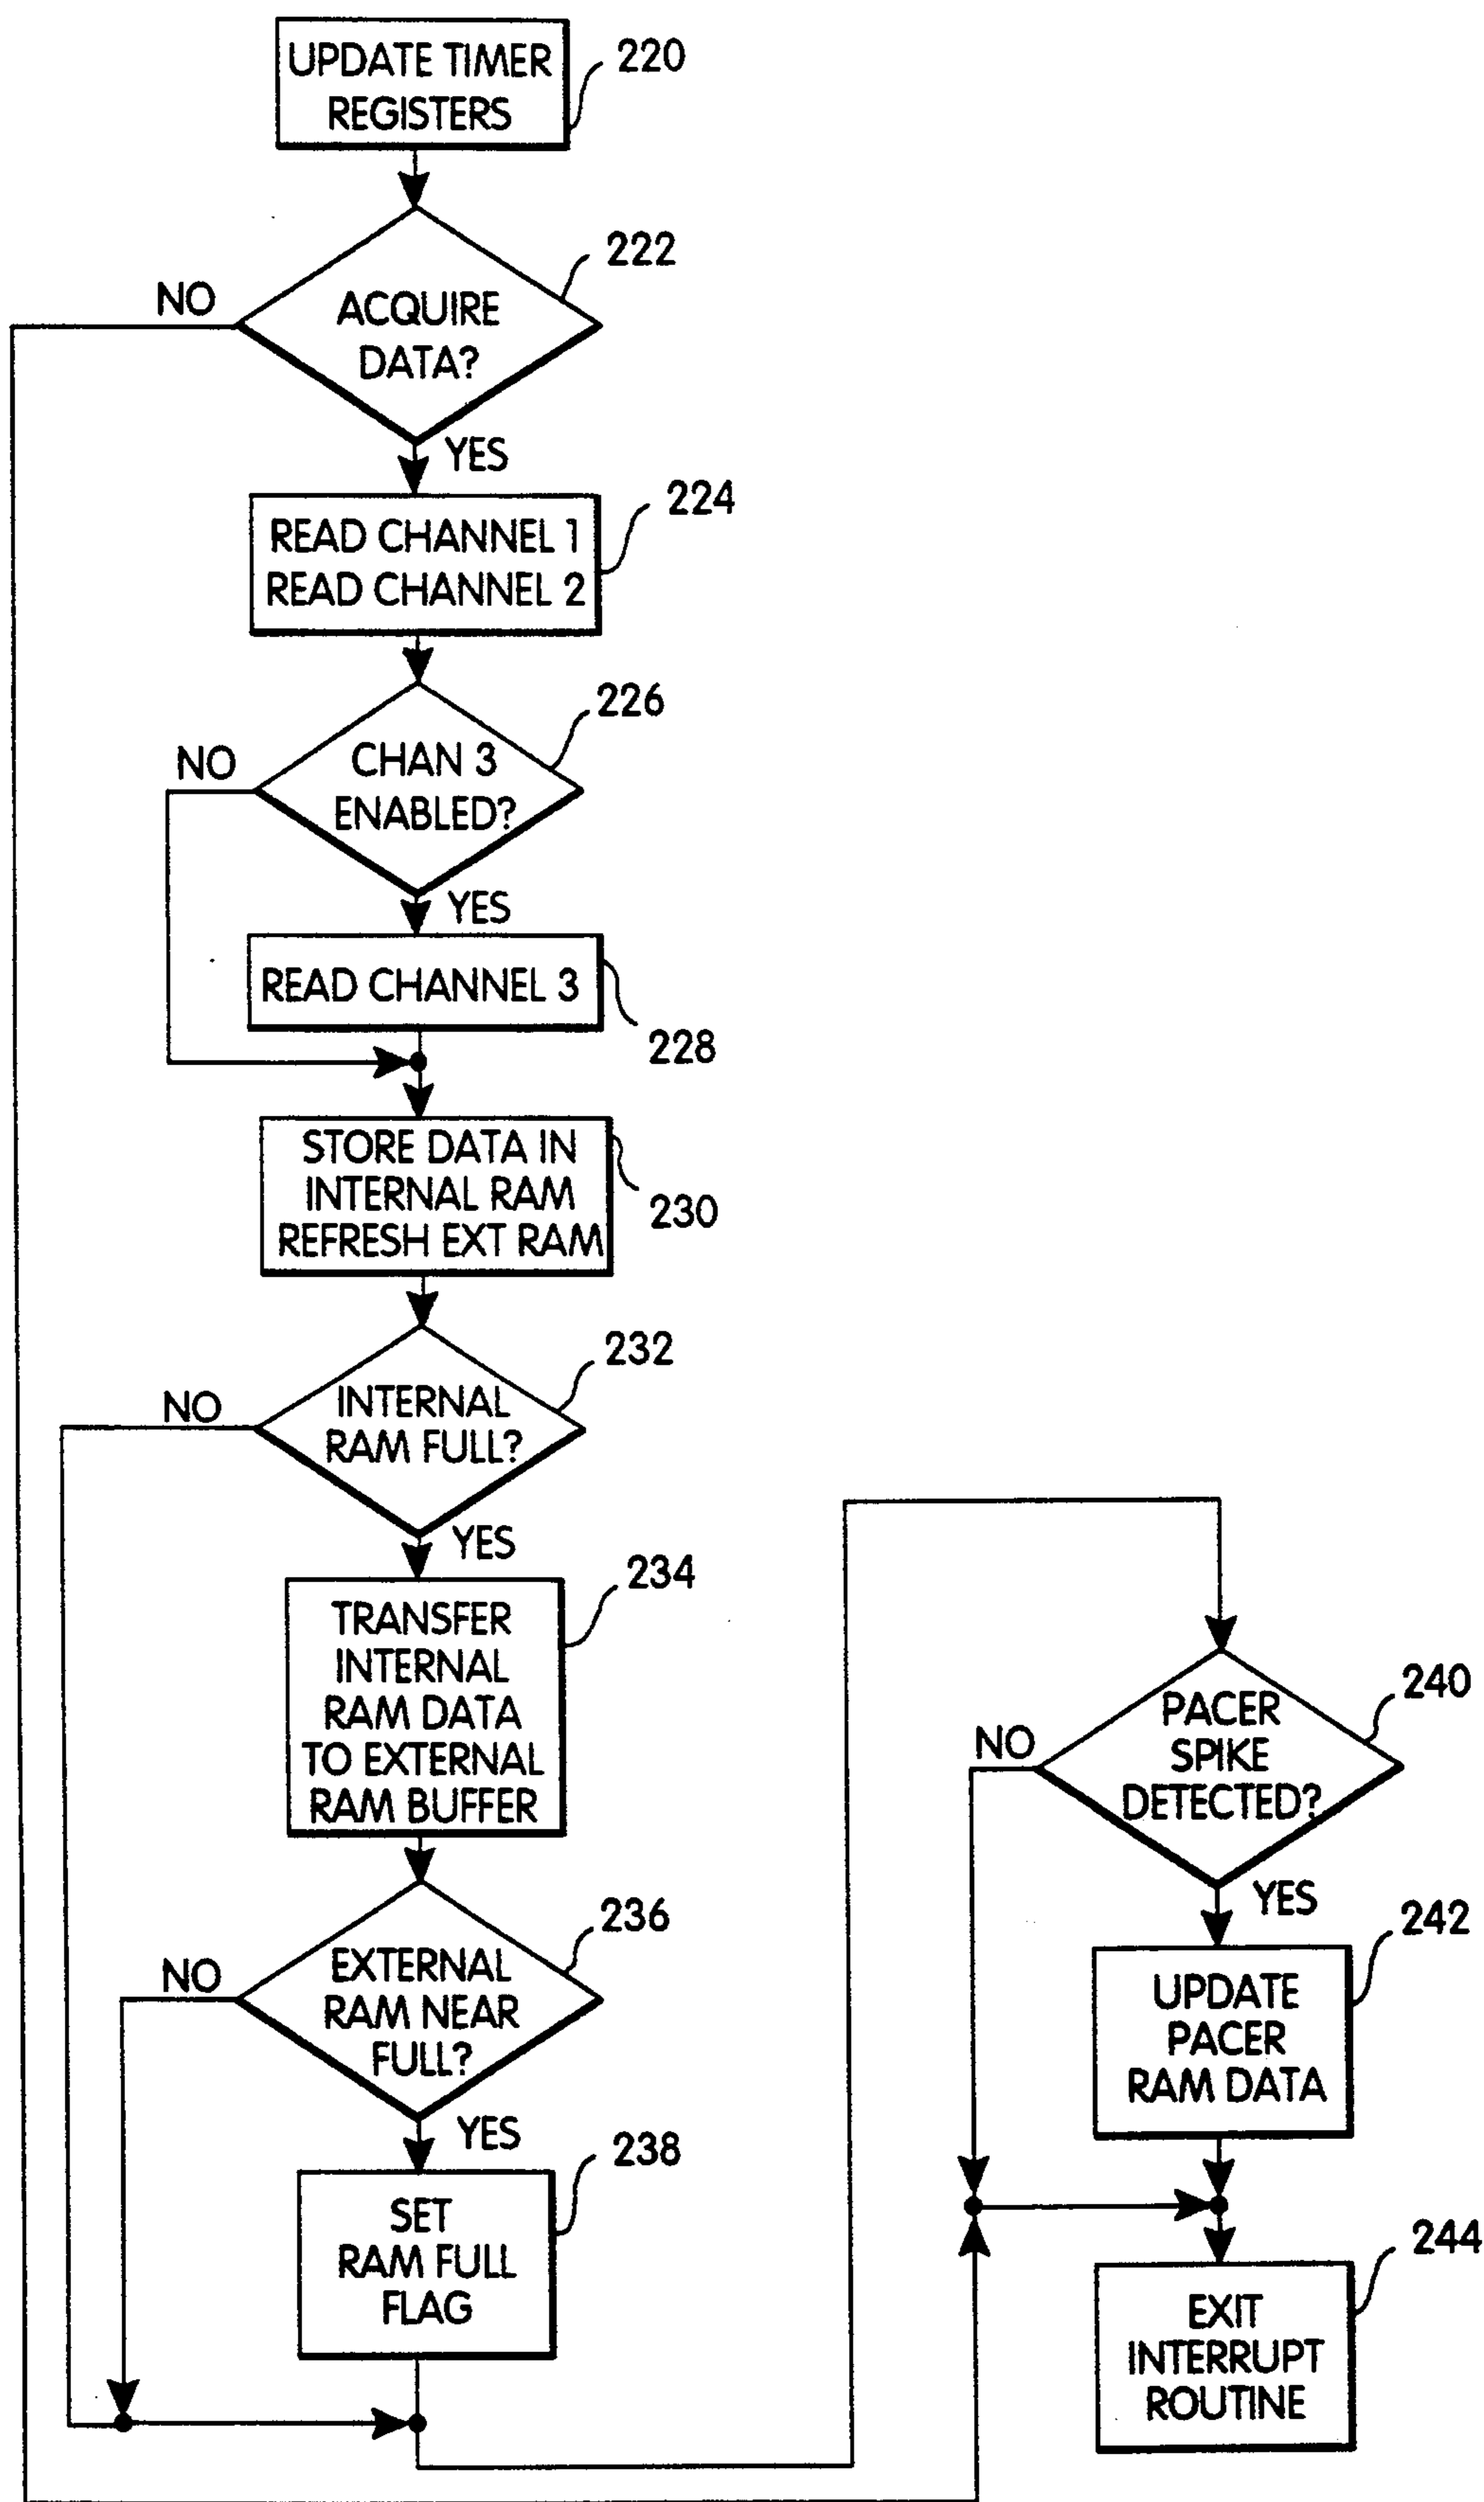 UPDATE TIMER
REGISTERS
220
222
NO
ACQUIRE
DATA?
YES
224
READ CHANNEL 1
READ CHANNEL 2
226
NO
CHAN 3
ENABLED?
YES
READ CHANNEL 3
228
STORE DATA IN
INTERNAL RAM
REFRESH EXT RAM
230
232
NO
INTERNAL
RAM FULL?
YES
234
TRANSFER
INTERNAL
RAM DATA
TO EXTERNAL
RAM BUFFER
236
NO
EXTERNAL
RAM NEAR
FULL?
YES
238
SET
RAM FULL
FLAG
240
NO
PACER
SPIKE
DETECTED?
YES
242
UPDATE
PACER
RAM DATA
244
EXIT
INTERRUPT
ROUTINE